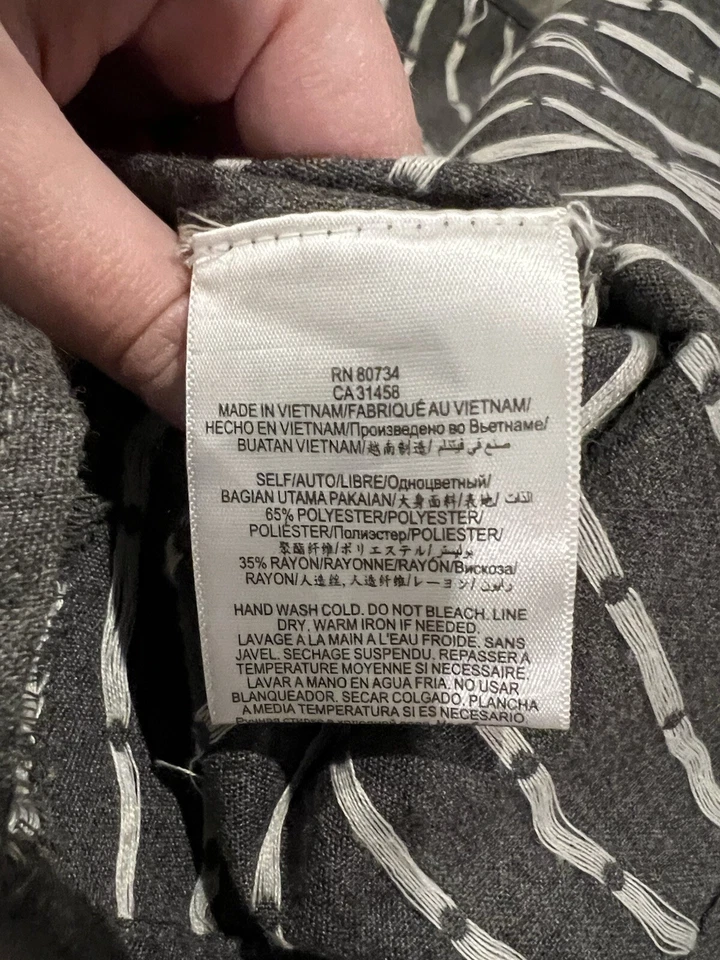 RN 80734
CA 31458
MADE IN VIETNAM/FABRIQUÉ AU VIETNAM/
HECHO EN VIETNAM/Произведено во Вьетнаме/
BUATAN VIETNAM/越南制造/ صنع في فيتنام
SELF/AUTO/LIBRE/Одноцветный/
BAGIAN UTAMA PAKAIAN/大身面料/表地/ الذات
65% POLYESTER/POLYESTER/
POLIÉSTER/Полиэстер/POLIESTER/
聚酯纤维/ポリエステル/ بوليستر
35% RAYON/RAYONNE/RAYÓN/Вискоза/
RAYON/人造丝, 人造纤维/レーヨン/ رايون
HAND WASH COLD. DO NOT BLEACH. LINE
DRY. WARM IRON IF NEEDED.
LAVAGE A LA MAIN A L'EAU FROIDE. SANS
JAVEL. SECHAGE SUSPENDU. REPASSER A
TEMPERATURE MOYENNE SI NECESSAIRE.
LAVAR A MANO EN AGUA FRIA. NO USAR
BLANQUEADOR. SECAR COLGADO. PLANCHA
A MEDIA TEMPERATURA SI ES NECESARIO.